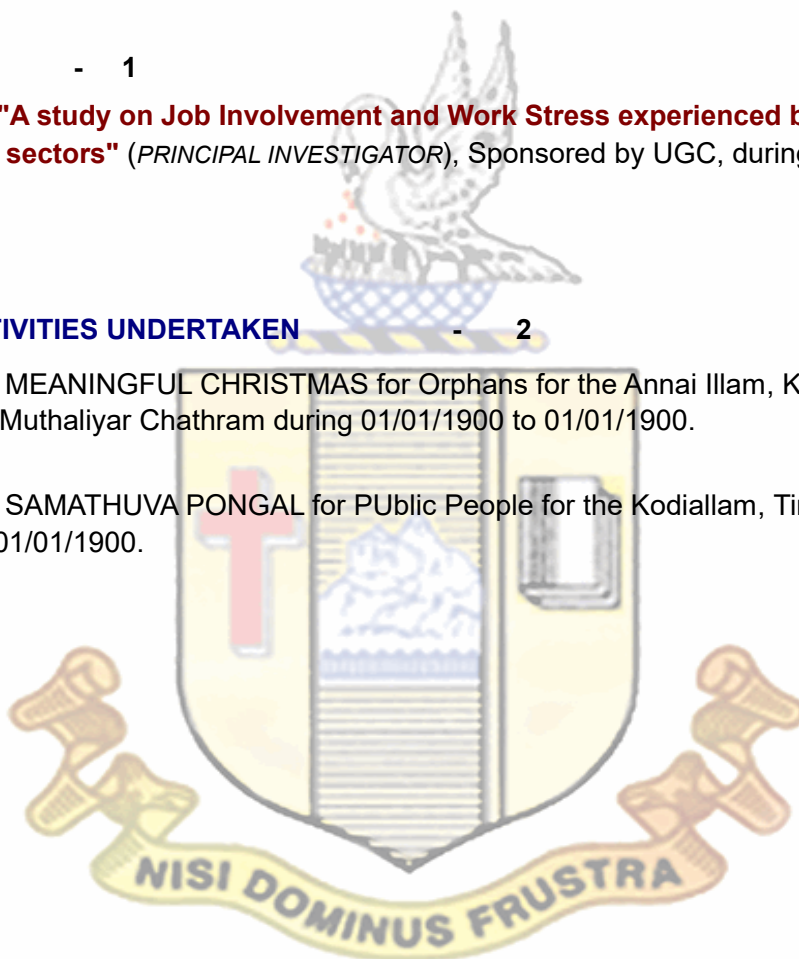 - 1
"A study on Job Involvement and Work Stress experienced b
sectors" (PRINCIPAL INVESTIGATOR), Sponsored by UGC, during
TIVITIES UNDERTAKEN - 2
MEANINGFUL CHRISTMAS for Orphans for the Annai Illam, K
Muthaliyar Chathram during 01/01/1900 to 01/01/1900.
SAMATHUVA PONGAL for PUblic People for the Kodiallam, Tir
01/01/1900.
NISI DOMINUS FRUSTRA